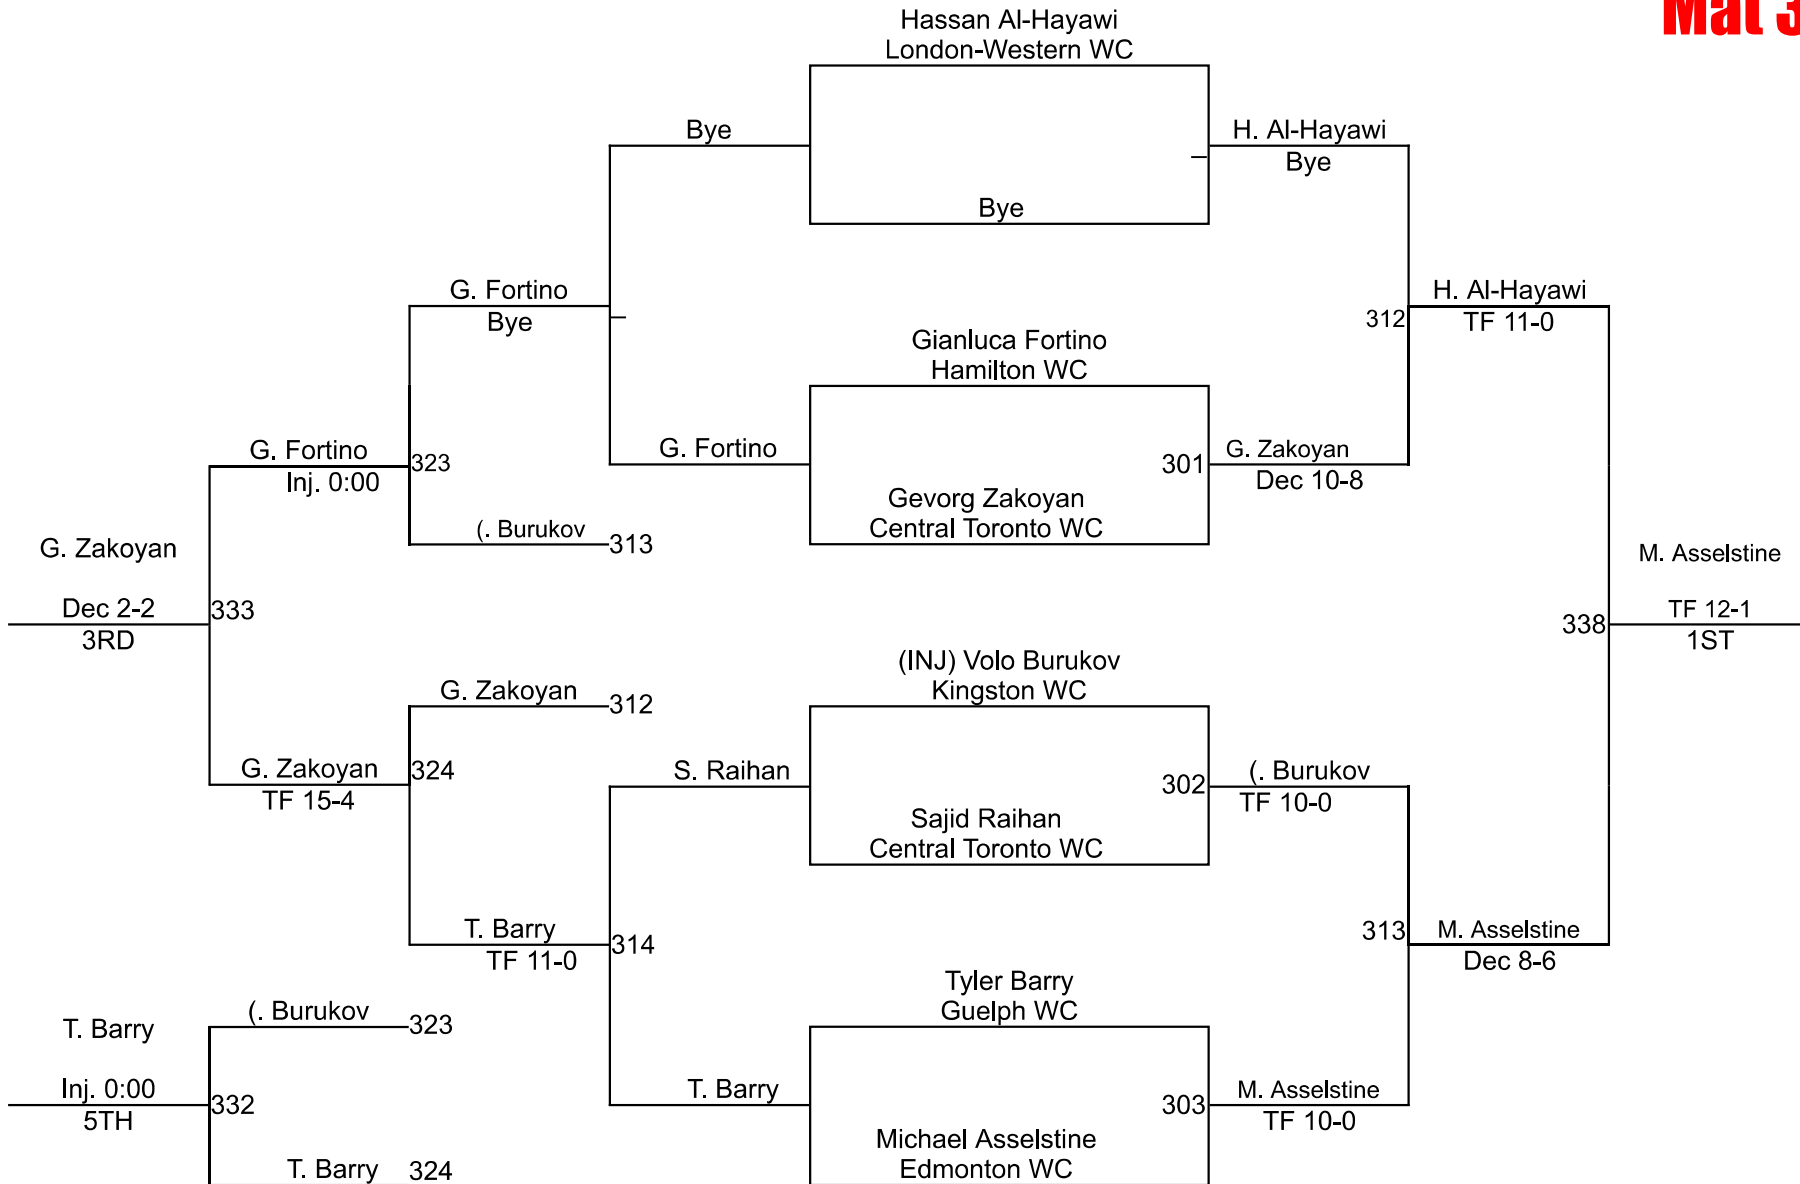 Mat 3
Hassan Al-Hayawi
London-Western WC
Bye
H. Al-Hayawi
Bye
Bye
G. Fortino
Bye
H. Al-Hayawi
312
TF 11-0
Gianluca Fortino
Hamilton WC
G. Fortino
323
Inj. 0:00
G. Fortino
301
G. Zakoyan
Dec 10-8
Gevorg Zakoyan
Central Toronto WC
(. Burukov
313
G. Zakoyan
M. Asselstine
Dec 2-2
333
3RD
338
TF 12-1
1ST
(INJ) Volo Burukov
Kingston WC
G. Zakoyan
312
G. Zakoyan
324
TF 15-4
S. Raihan
302
(. Burukov
TF 10-0
Sajid Raihan
Central Toronto WC
T. Barry
314
TF 11-0
313
M. Asselstine
Dec 8-6
Tyler Barry
Guelph WC
(. Burukov
323
T. Barry
Inj. 0:00
332
5TH
T. Barry
303
M. Asselstine
TF 10-0
Michael Asselstine
Edmonton WC
T. Barry
324